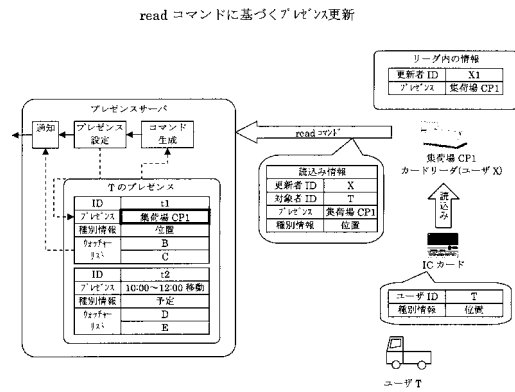 read コマンドに基づくプレゼンス更新
リーダ内の情報
更新者 ID X1
プレゼンス 集荷場 CP1
プレゼンスサーバ
通知 プレゼンス設定 コマンド生成
read コマンド
集荷場 CP1
カードリーダ(ユーザ X)
読込み
ICカード
読込み情報
更新者 ID X
対象者 ID T
プレゼンス 集荷場 CP1
種別情報 位置
T のプレゼンス
ID t1
プレゼンス 集荷場 CP1
種別情報 位置
ウォッチャーリスト B
C
ID t2
プレゼンス 10:00～12:00 移動
種別情報 予定
ウォッチャーリスト D
E
ユーザ ID T
種別情報 位置
ユーザ T